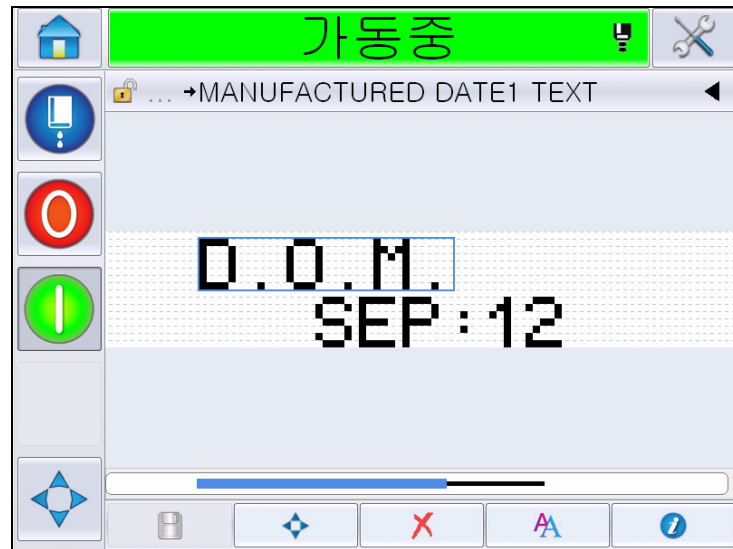 가동중
... →MANUFACTURED DATE1 TEXT
D.O.M.
SEP:12